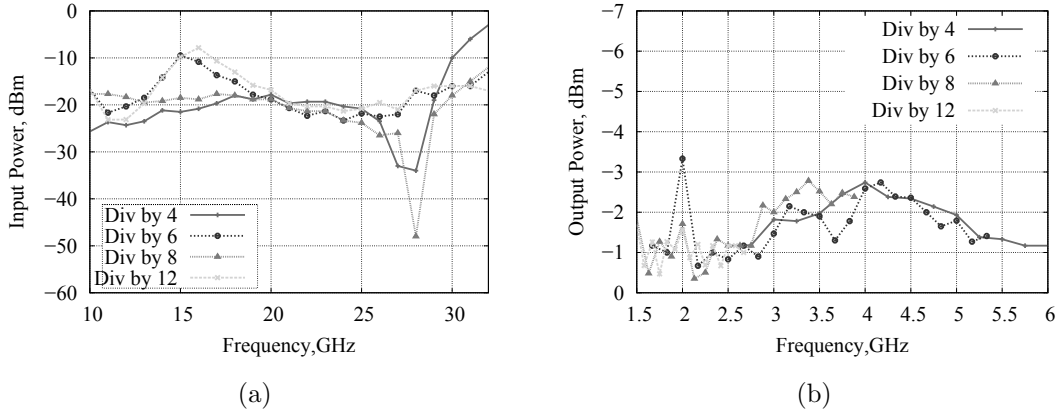 0
−10
−20
−30
−40
−50
−60
10
15
20
25
30
Input Power, dBm
Frequency,GHz
Div by 4
Div by 6
Div by 8
Div by 12
(a)
−7
−6
−5
−4
−3
−2
−1
0
1.5
2
2.5
3
3.5
4
4.5
5
5.5
6
Output Power, dBm
Frequency,GHz
Div by 4
Div by 6
Div by 8
Div by 12
(b)